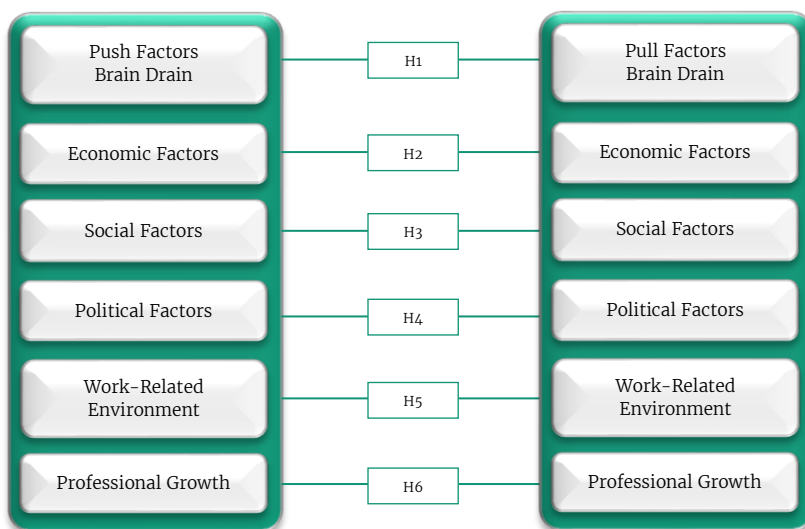 Push Factors
Brain Drain
H1
Pull Factors
Brain Drain
Economic Factors
H2
Economic Factors
Social Factors
H3
Social Factors
Political Factors
H4
Political Factors
Work-Related
Environment
H5
Work-Related
Environment
Professional Growth
H6
Professional Growth